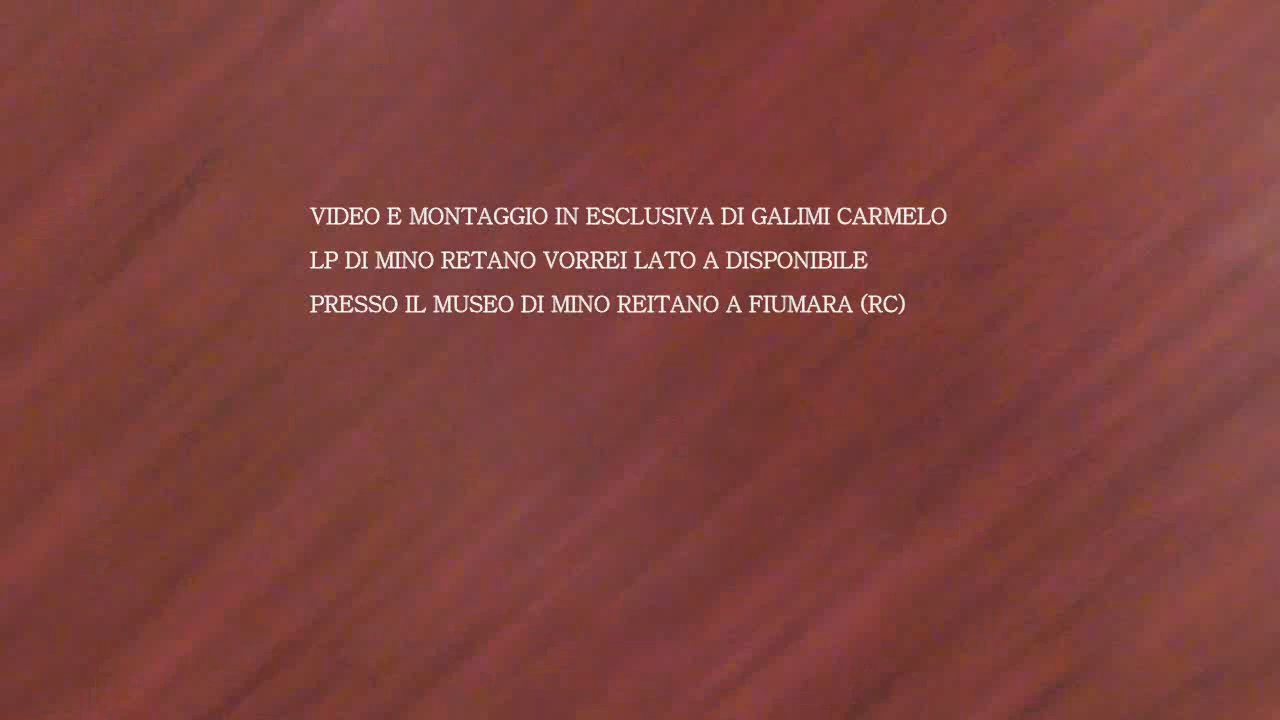 VIDEO E MONTAGGIO IN ESCLUSIVA DI GALIMI CARMELO
LP DI MINO RETANO VORREI LATO A DISPONIBILE
PRESSO IL MUSEO DI MINO REITANO A FIUMARA (RC)